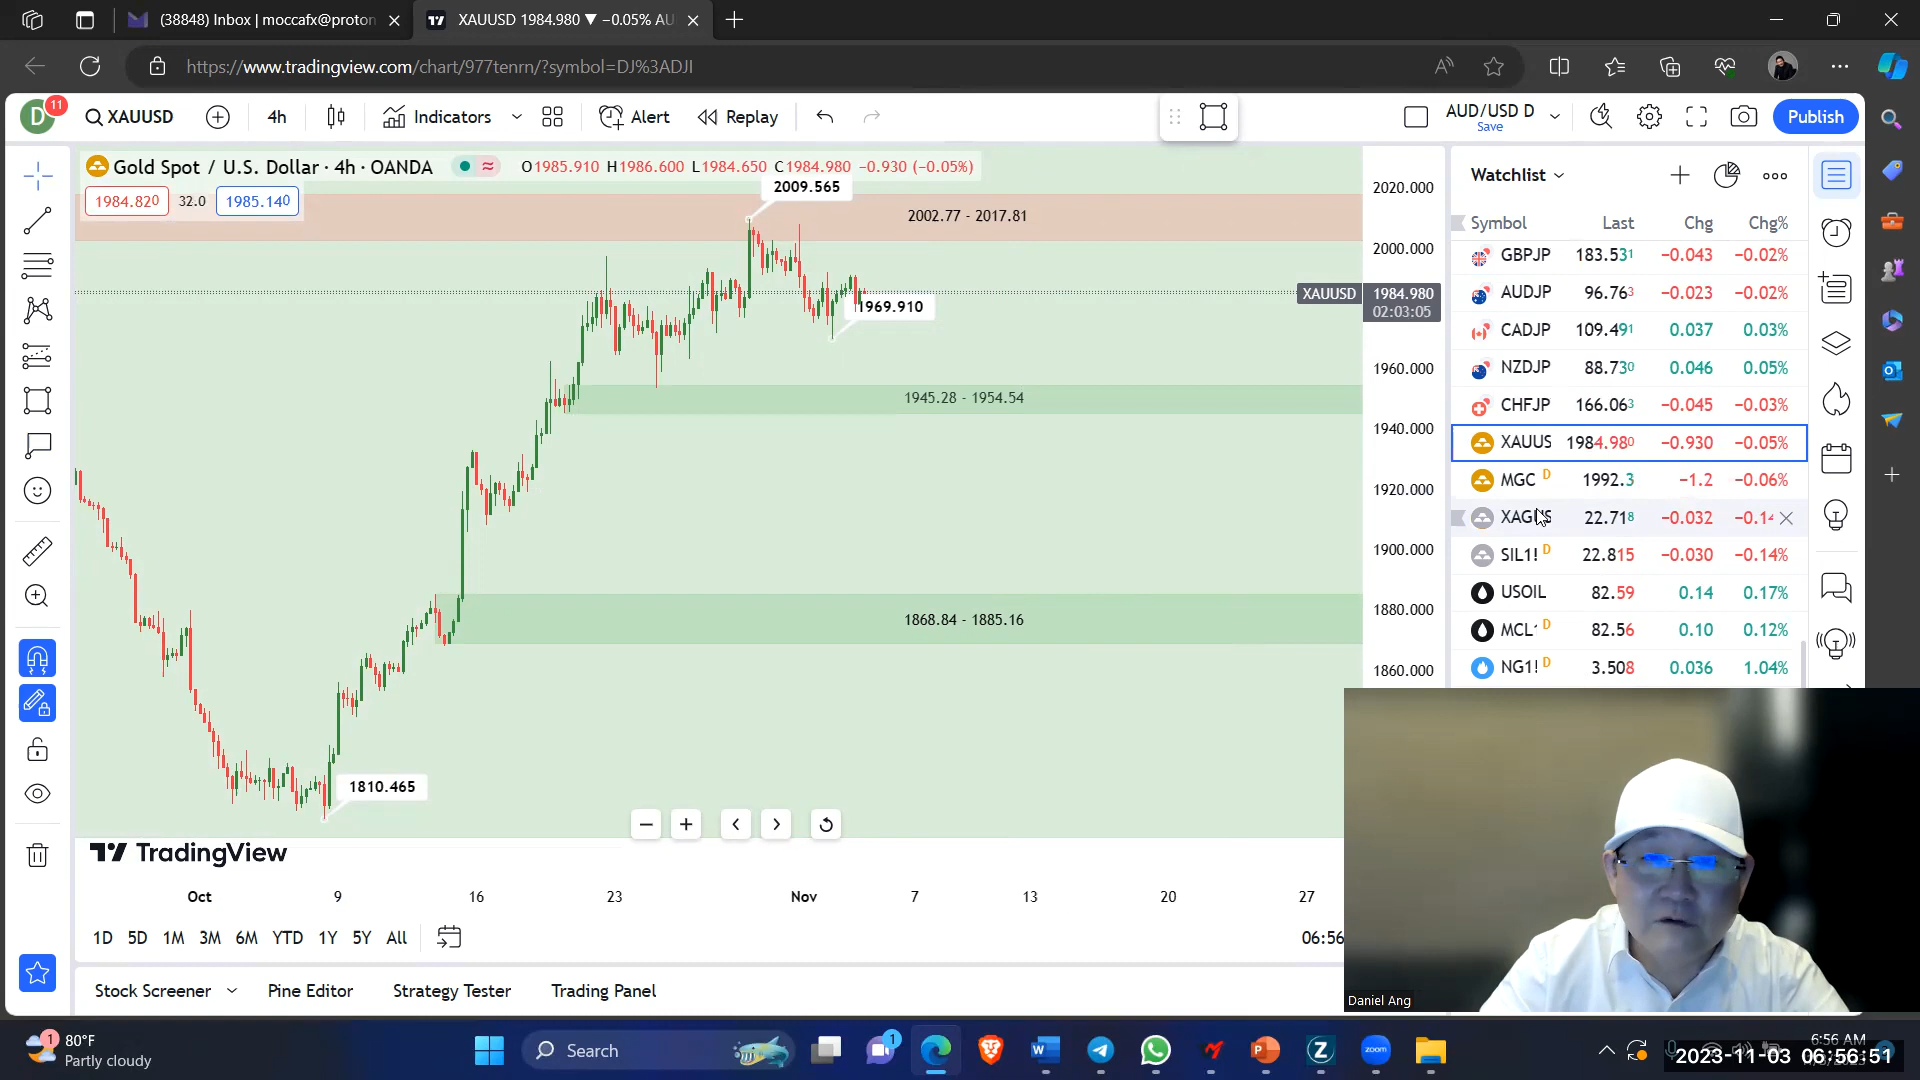 (38848) Inbox | moccafx@proton
XAUUSD 1984.980 ▼ −0.05% AU
https://www.tradingview.com/chart/977tenrn/?symbol=DJ%3ADJI
D 11
XAUUSD
4h
Indicators
Alert
Replay
AUD/USD D
Save
Publish
Gold Spot / U.S. Dollar · 4h · OANDA
O1985.910 H1986.600 L1984.650 C1984.980 −0.930 (−0.05%)
1984.820 32.0 1985.140
2009.565
2002.77 - 2017.81
1969.910
1945.28 - 1954.54
1868.84 - 1885.16
1810.465
2020.000
2000.000
XAUUSD 1984.980
02:03:05
1960.000
1940.000
1920.000
1900.000
1880.000
1860.000
TradingView
Oct 9 16 23 Nov 7 13 20 27
1D 5D 1M 3M 6M YTD 1Y 5Y All
06:56
Stock Screener Pine Editor Strategy Tester Trading Panel
Watchlist
Symbol Last Chg Chg%
GBPJP 183.531 −0.043 −0.02%
AUDJP 96.763 −0.023 −0.02%
CADJP 109.491 0.037 0.03%
NZDJP 88.730 0.046 0.05%
CHFJP 166.063 −0.045 −0.03%
XAUUS 1984.980 −0.930 −0.05%
MGC D 1992.3 −1.2 −0.06%
XAGUS 22.718 −0.032 −0.14
SIL1! D 22.815 −0.030 −0.14%
USOIL 82.59 0.14 0.17%
MCL D 82.56 0.10 0.12%
NG1! D 3.508 0.036 1.04%
Daniel Ang
1
80°F
Partly cloudy
Search
1
W
P
Z
zoom
6:56 AM
2023-11-03 06:56:51